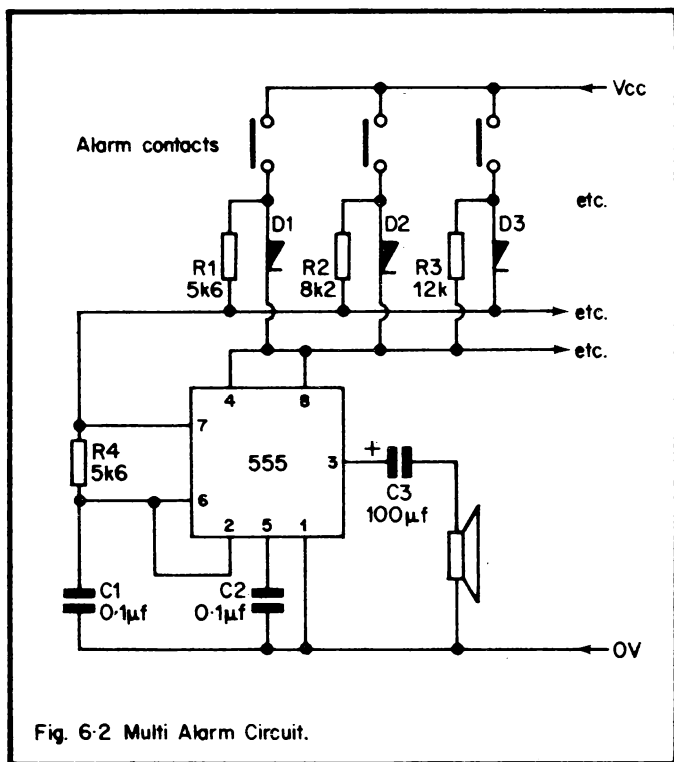 Vcc
Alarm contacts
etc.
D1 D2 D3
R1 R2 R3
5k6 8k2 12k
etc.
etc.
4 8
7
R4
5k6
555 3 +
6
C3
100µf
2 5 1
C1 C2
0·1µf 0·1µf
0V
Fig. 6·2 Multi Alarm Circuit.